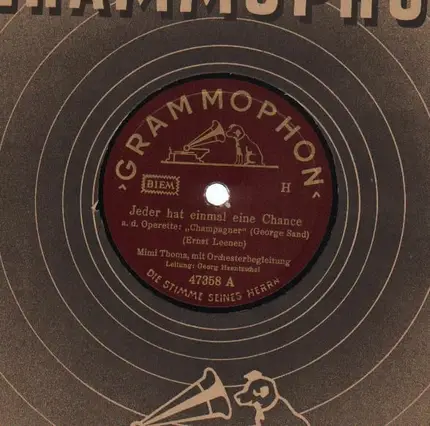 GRAMMOPHO
GRAMMOPHON
BIEM
H
Jeder hat einmal eine Chance
a. d. Operette „Champagner“ (George Sand)
(Ernst Leenen)
Mimi Thoma, mit Orchesterbegleitung
Leitung: Georg Haentzschel
47358 A
DIE STIMME SEINES HERRN